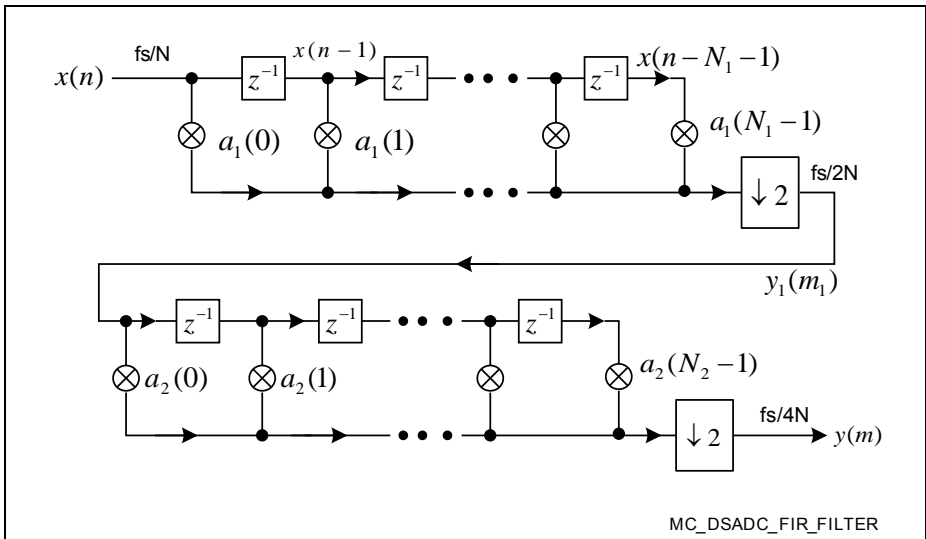 fs/N
x(n) z⁻¹ x(n − 1) z⁻¹ z⁻¹ x(n − N₁ − 1)
a₁(0) a₁(1) a₁(N₁ − 1)
fs/2N
↓ 2
y₁(m₁)
z⁻¹ z⁻¹ z⁻¹
a₂(0) a₂(1) a₂(N₂ − 1)
fs/4N
↓ 2 y(m)
MC_DSADC_FIR_FILTER